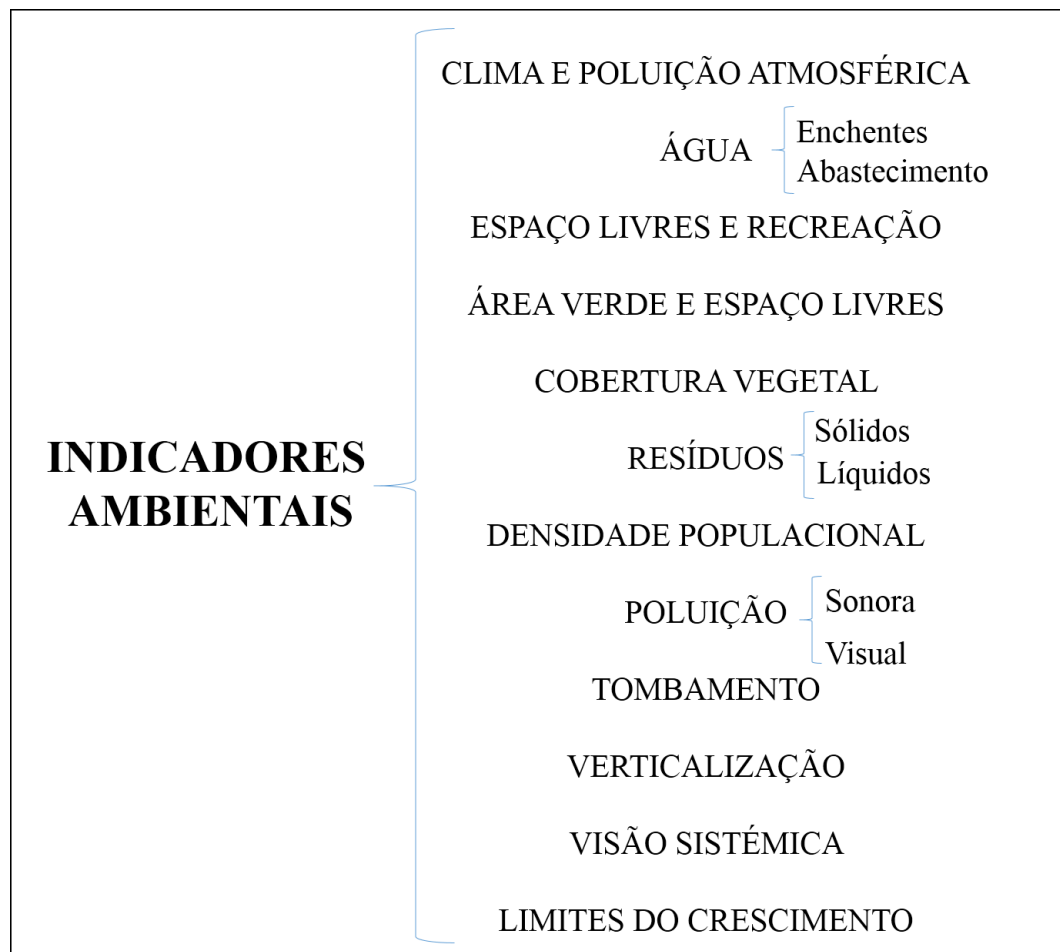 CLIMA E POLUIÇÃO ATMOSFÉRICA
ÁGUA
Enchentes
Abastecimento
ESPAÇO LIVRES E RECREAÇÃO
ÁREA VERDE E ESPAÇO LIVRES
COBERTURA VEGETAL
INDICADORES
AMBIENTAIS
RESÍDUOS
Sólidos
Líquidos
DENSIDADE POPULACIONAL
POLUIÇÃO
Sonora
Visual
TOMBAMENTO
VERTICALIZAÇÃO
VISÃO SISTÉMICA
LIMITES DO CRESCIMENTO